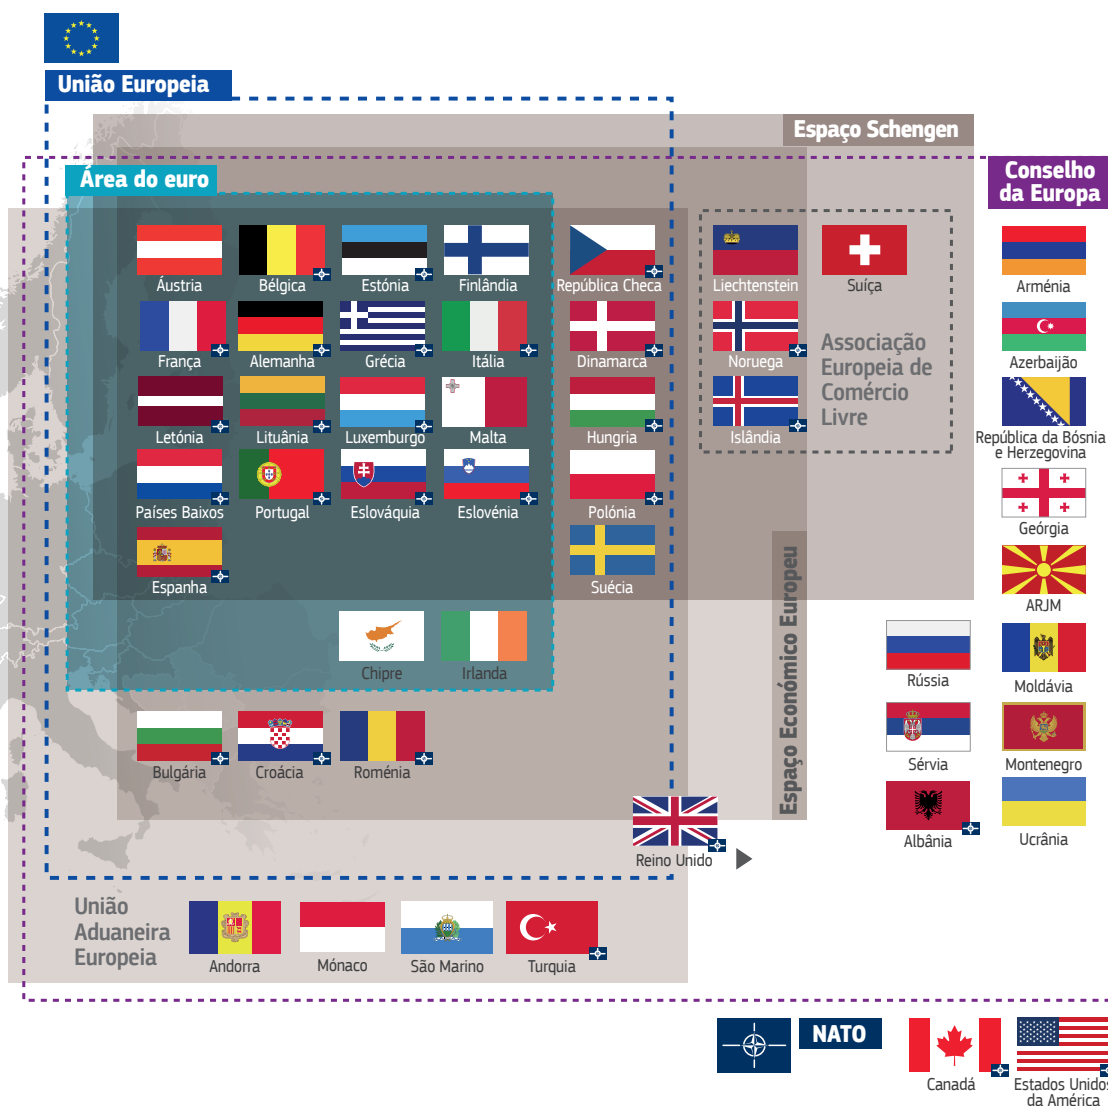 União Europeia
Espaço Schengen
Conselho
da Europa
Área do euro
Áustria
Bélgica
Estónia
Finlândia
República Checa
Liechtenstein
Suíça
Arménia
França
Alemanha
Grécia
Itália
Dinamarca
Noruega
Associação
Europeia de
Comércio
Livre
Azerbaijão
Letónia
Lituânia
Luxemburgo
Malta
Hungria
Islândia
República da Bósnia
e Herzegovina
Países Baixos
Portugal
Eslováquia
Eslovénia
Polónia
Geórgia
Espanha
Suécia
Espaço Económico Europeu
ARJM
Chipre
Irlanda
Rússia
Moldávia
Bulgária
Croácia
Roménia
Sérvia
Montenegro
Reino Unido
Albânia
Ucrânia
União
Aduaneira
Europeia
Andorra
Mónaco
São Marino
Turquia
NATO
Canadá
Estados Unidos
da América